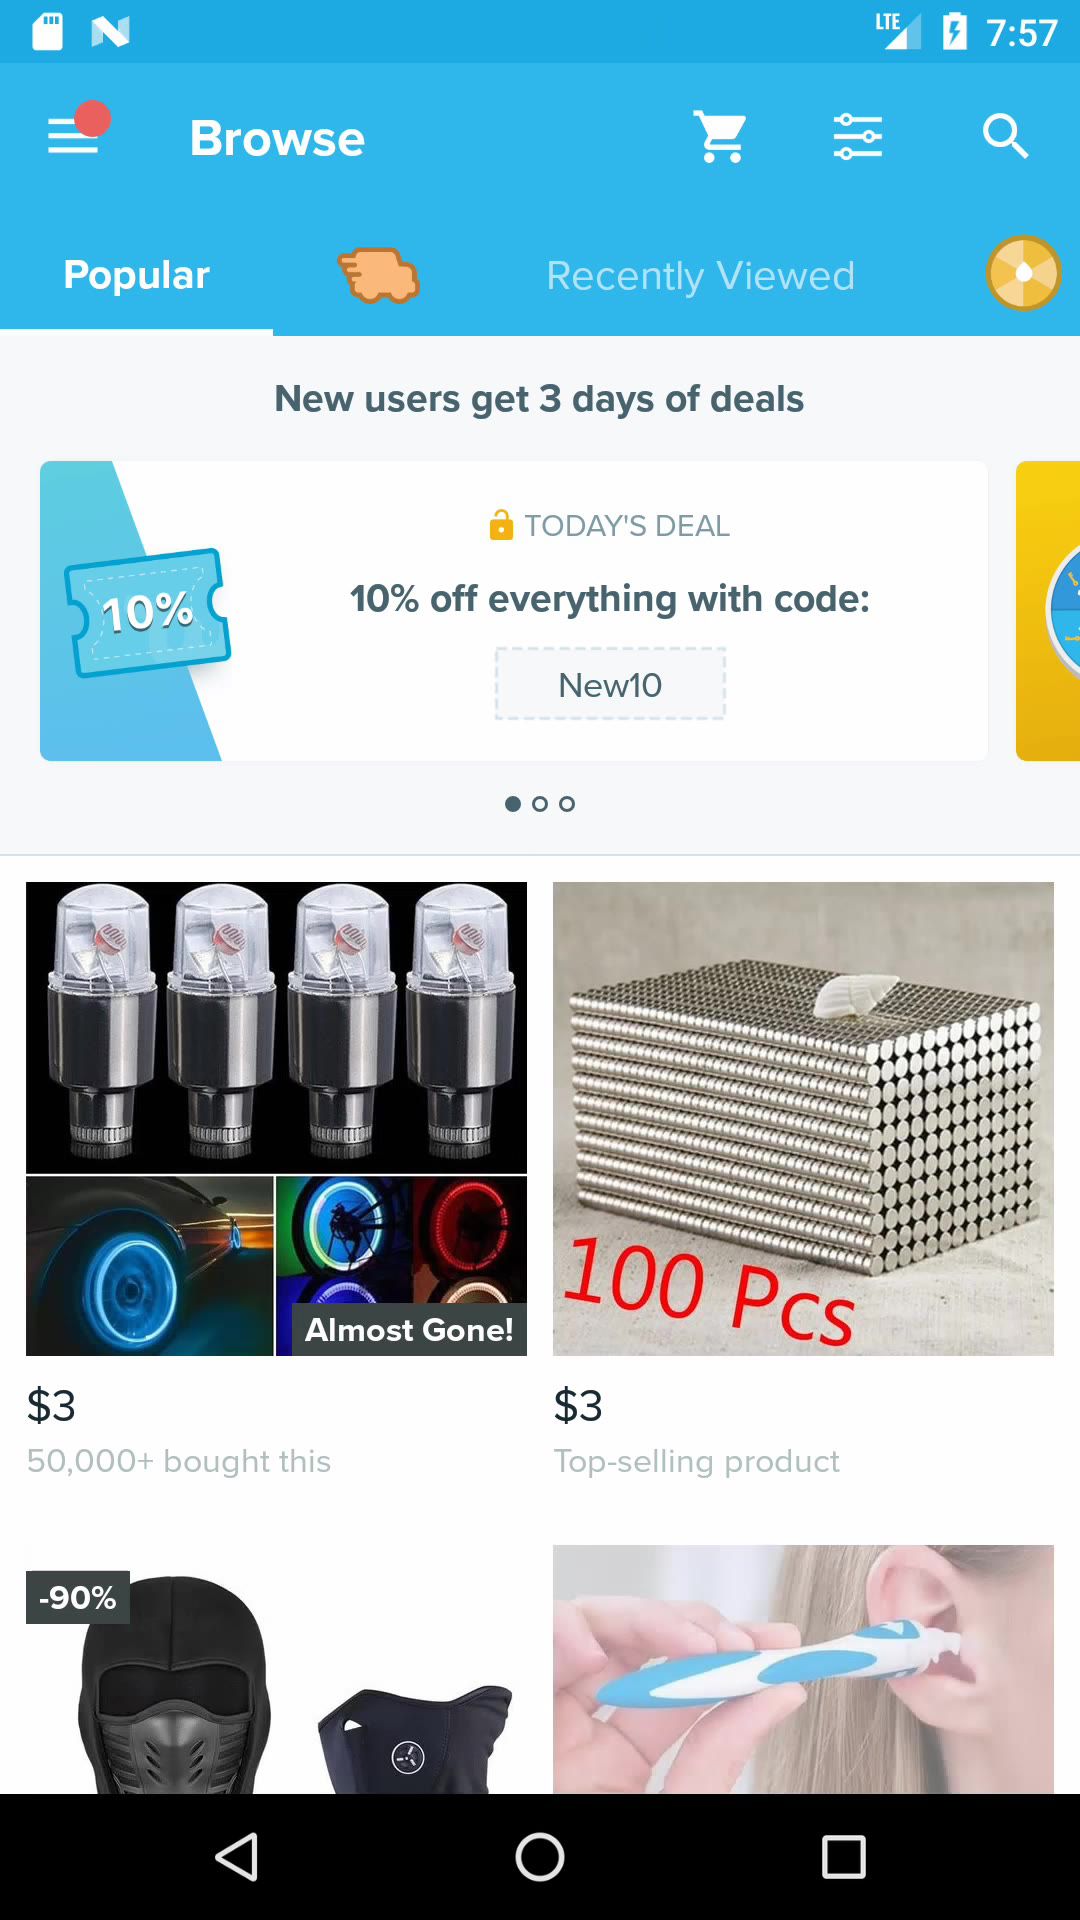 LTE 7:57
Browse
Popular Recently Viewed
New users get 3 days of deals
TODAY'S DEAL
10%
10% off everything with code:
New10
100 Pcs
Almost Gone!
$3 $3
50,000+ bought this Top-selling product
-90%